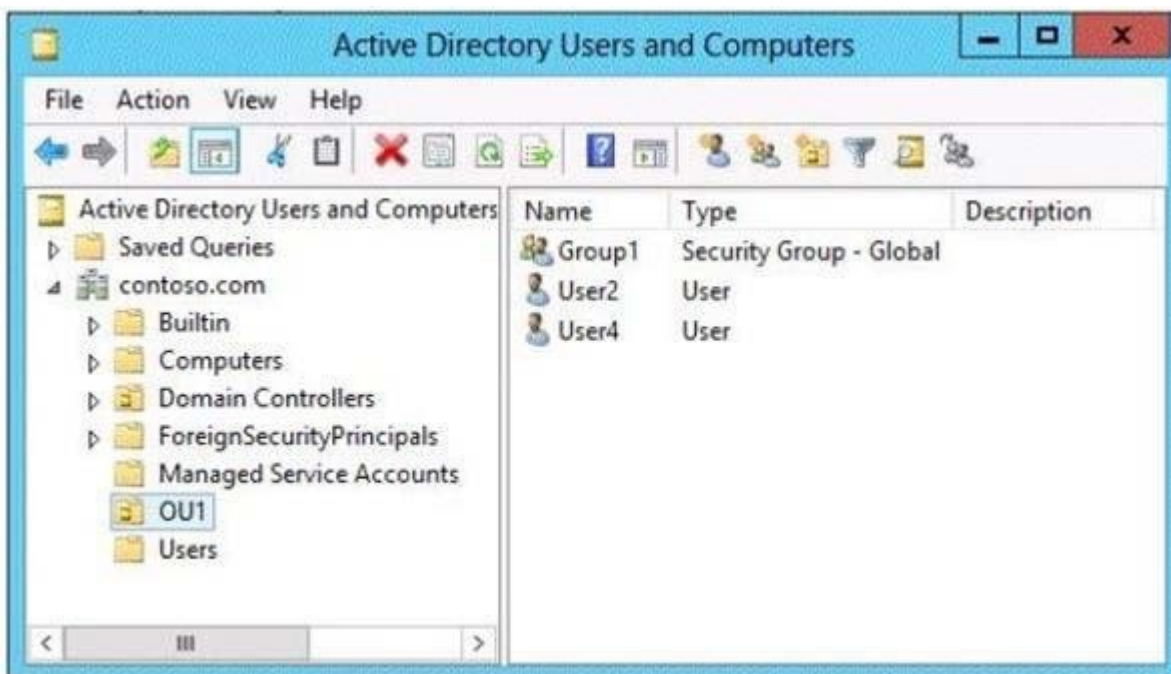 Active Directory Users and Computers
File Action View Help
Active Directory Users and Computers
Saved Queries
contoso.com
Builtin
Computers
Domain Controllers
ForeignSecurityPrincipals
Managed Service Accounts
OU1
Users
Name Type Description
Group1 Security Group - Global
User2 User
User4 User